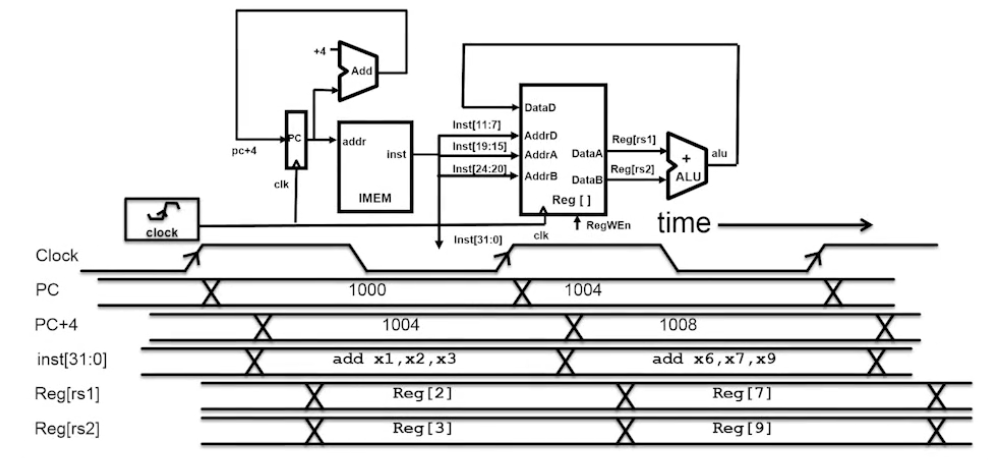 +4
Add
Inst[11:7]
DataD
AddrD
Reg[rs1]
PC
addr
Inst[19:15]
AddrA
DataA
+
alu
pc+4
inst
Inst[24:20]
AddrB
Reg[rs2]
ALU
DataB
clk
IMEM
Reg [ ]
clock
Inst[31:0]
clk
RegWEn
time
Clock
PC 1000 1004
PC+4 1004 1008
inst[31:0] add x1,x2,x3 add x6,x7,x9
Reg[rs1] Reg[2] Reg[7]
Reg[rs2] Reg[3] Reg[9]